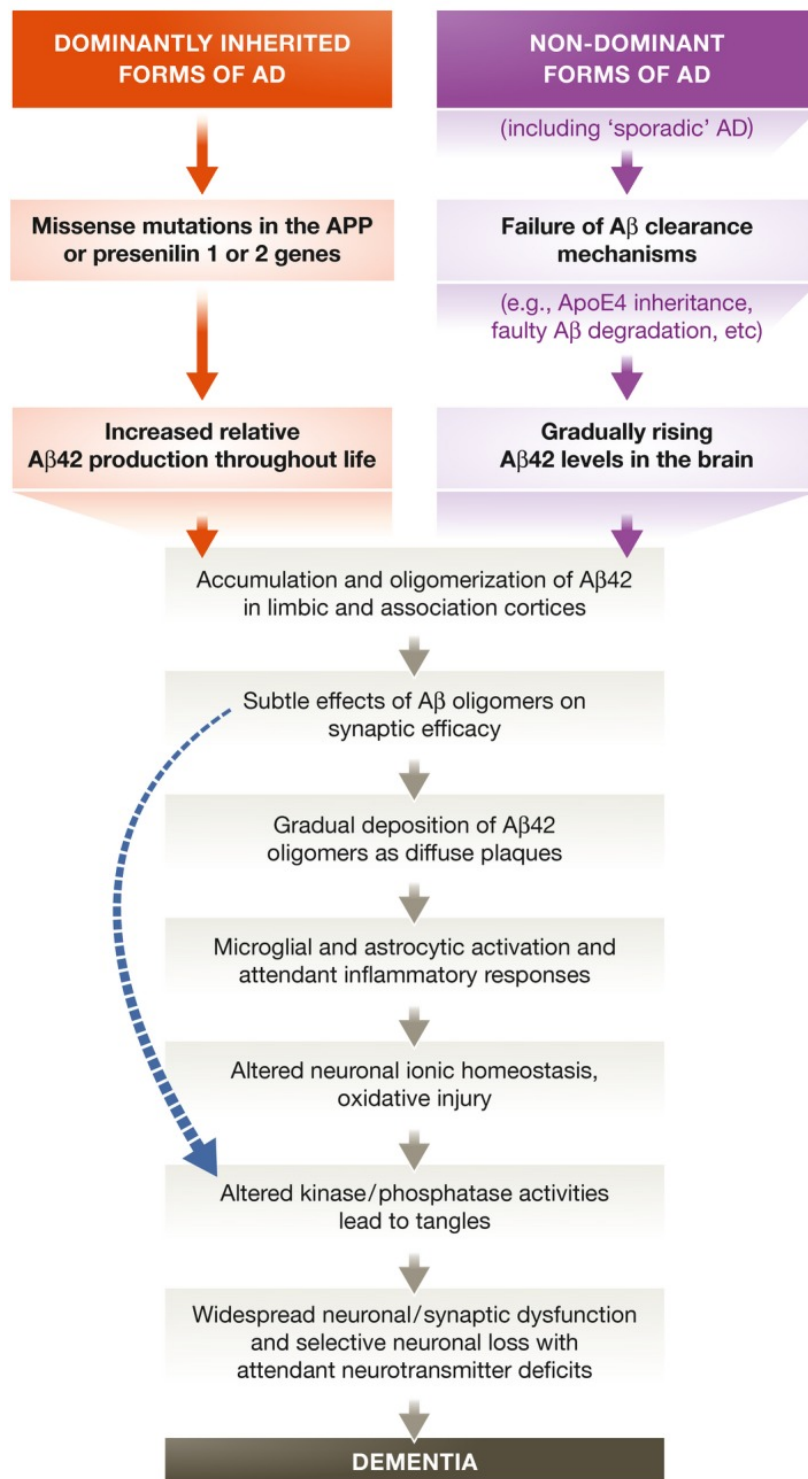 DOMINANTLY INHERITED
FORMS OF AD
Missense mutations in the APP
or presenilin 1 or 2 genes
Increased relative
Aβ42 production throughout life
NON-DOMINANT
FORMS OF AD
(including ‘sporadic’ AD)
Failure of Aβ clearance
mechanisms
(e.g., ApoE4 inheritance,
faulty Aβ degradation, etc)
Gradually rising
Aβ42 levels in the brain
Accumulation and oligomerization of Aβ42
in limbic and association cortices
Subtle effects of Aβ oligomers on
synaptic efficacy
Gradual deposition of Aβ42
oligomers as diffuse plaques
Microglial and astrocytic activation and
attendant inflammatory responses
Altered neuronal ionic homeostasis,
oxidative injury
Altered kinase/phosphatase activities
lead to tangles
Widespread neuronal/synaptic dysfunction
and selective neuronal loss with
attendant neurotransmitter deficits
DEMENTIA